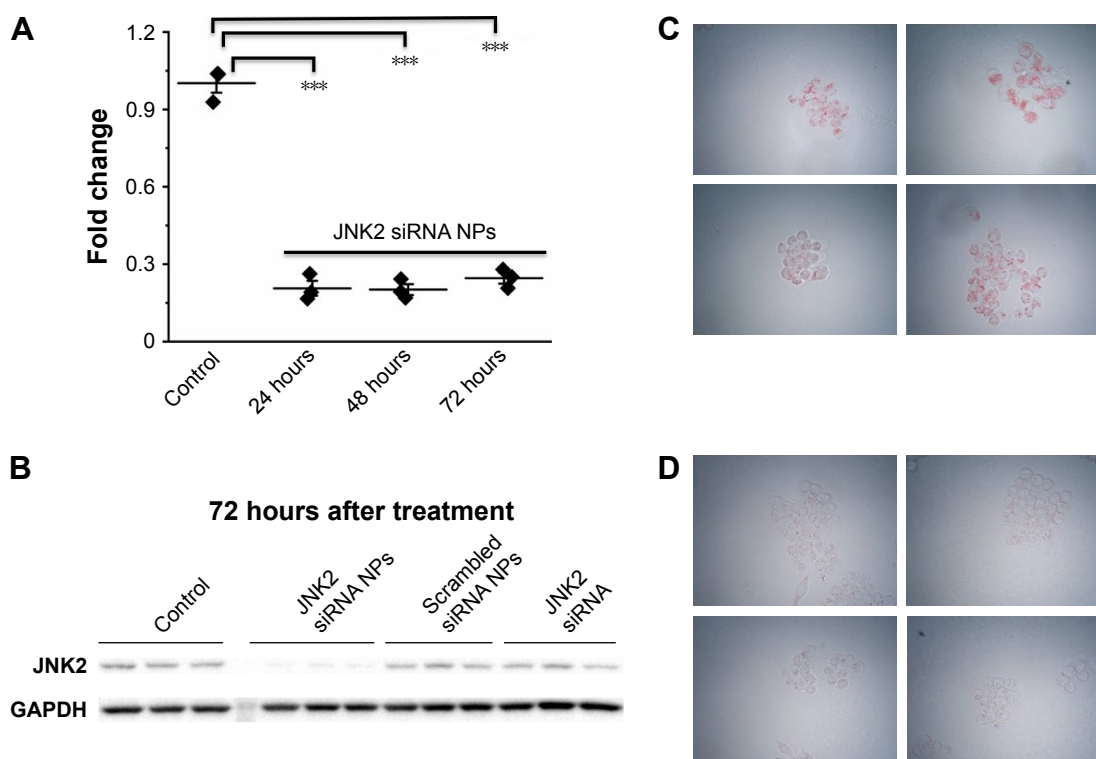 A
1.2
0.9
0.6
0.3
0
Fold change
***
***
***
JNK2 siRNA NPs
Control
24 hours
48 hours
72 hours
B
72 hours after treatment
Control
JNK2
siRNA NPs
Scrambled
siRNA NPs
JNK2
siRNA
JNK2
GAPDH
C
D